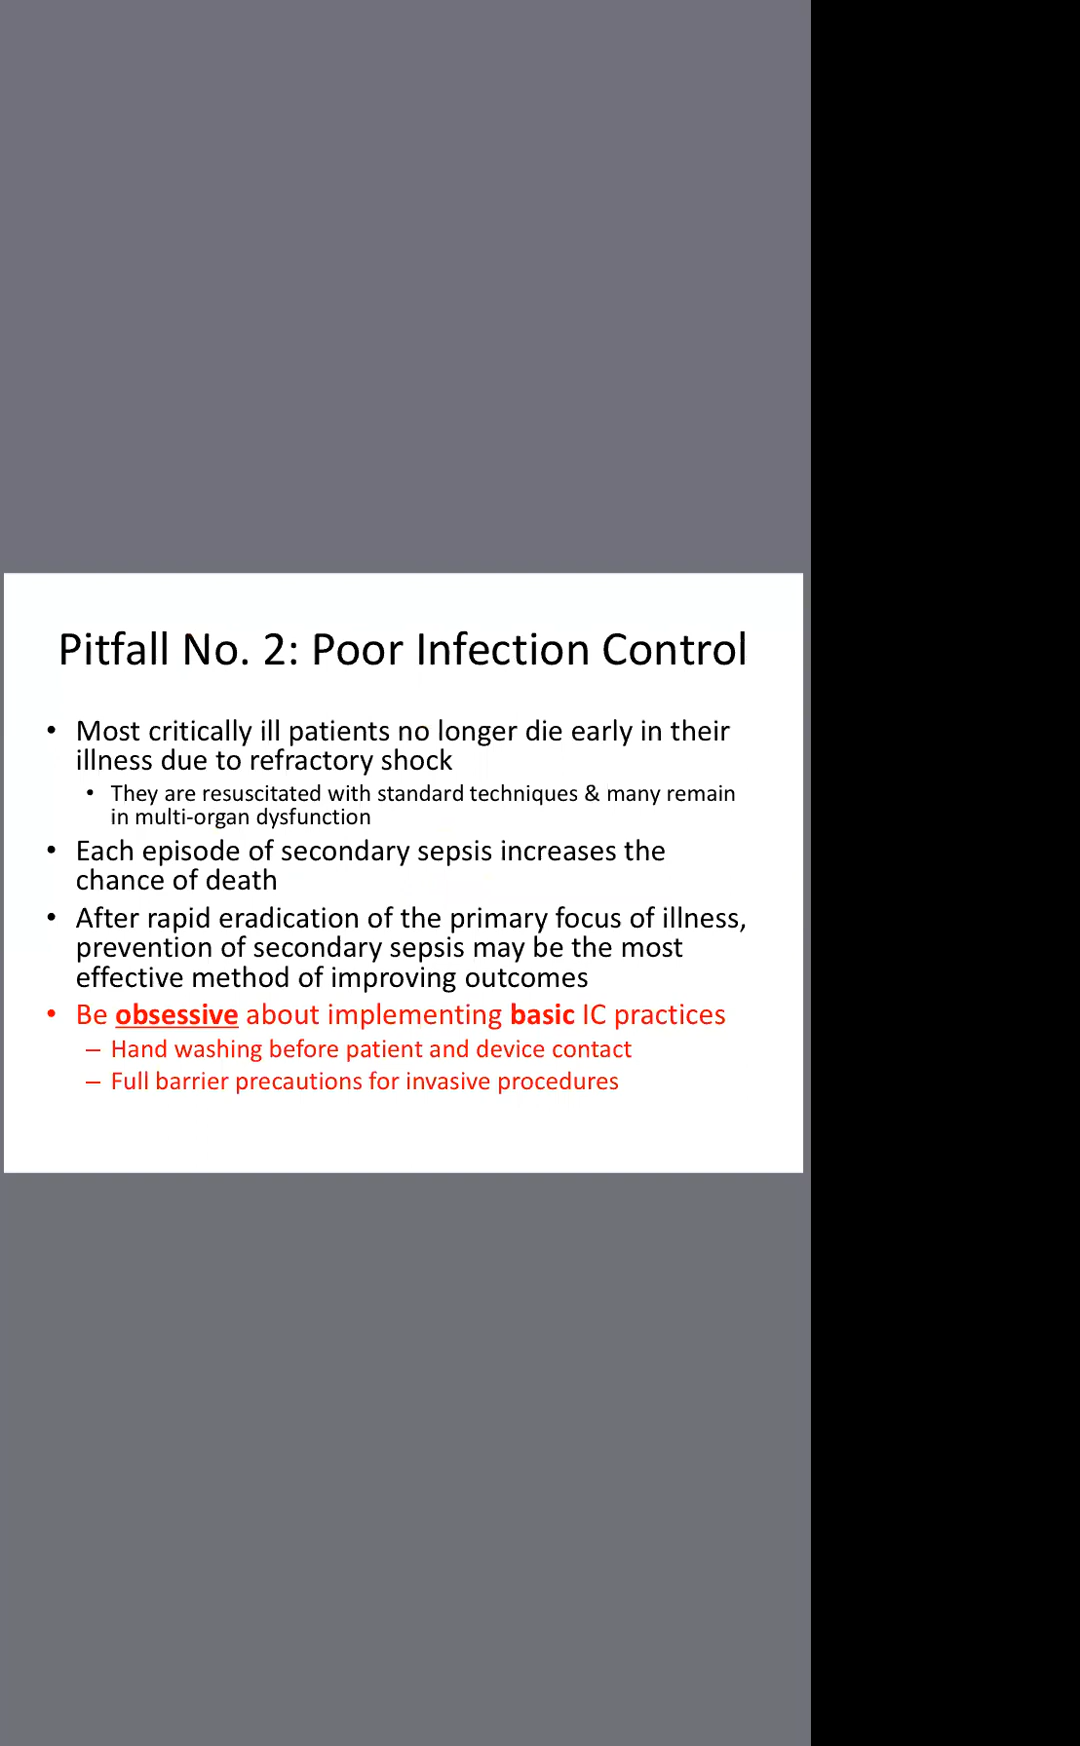 Pitfall No. 2: Poor Infection Control
• Most critically ill patients no longer die early in their
illness due to refractory shock
• They are resuscitated with standard techniques & many remain
in multi-organ dysfunction
• Each episode of secondary sepsis increases the
chance of death
• After rapid eradication of the primary focus of illness,
prevention of secondary sepsis may be the most
effective method of improving outcomes
• Be obsessive about implementing basic IC practices
– Hand washing before patient and device contact
– Full barrier precautions for invasive procedures